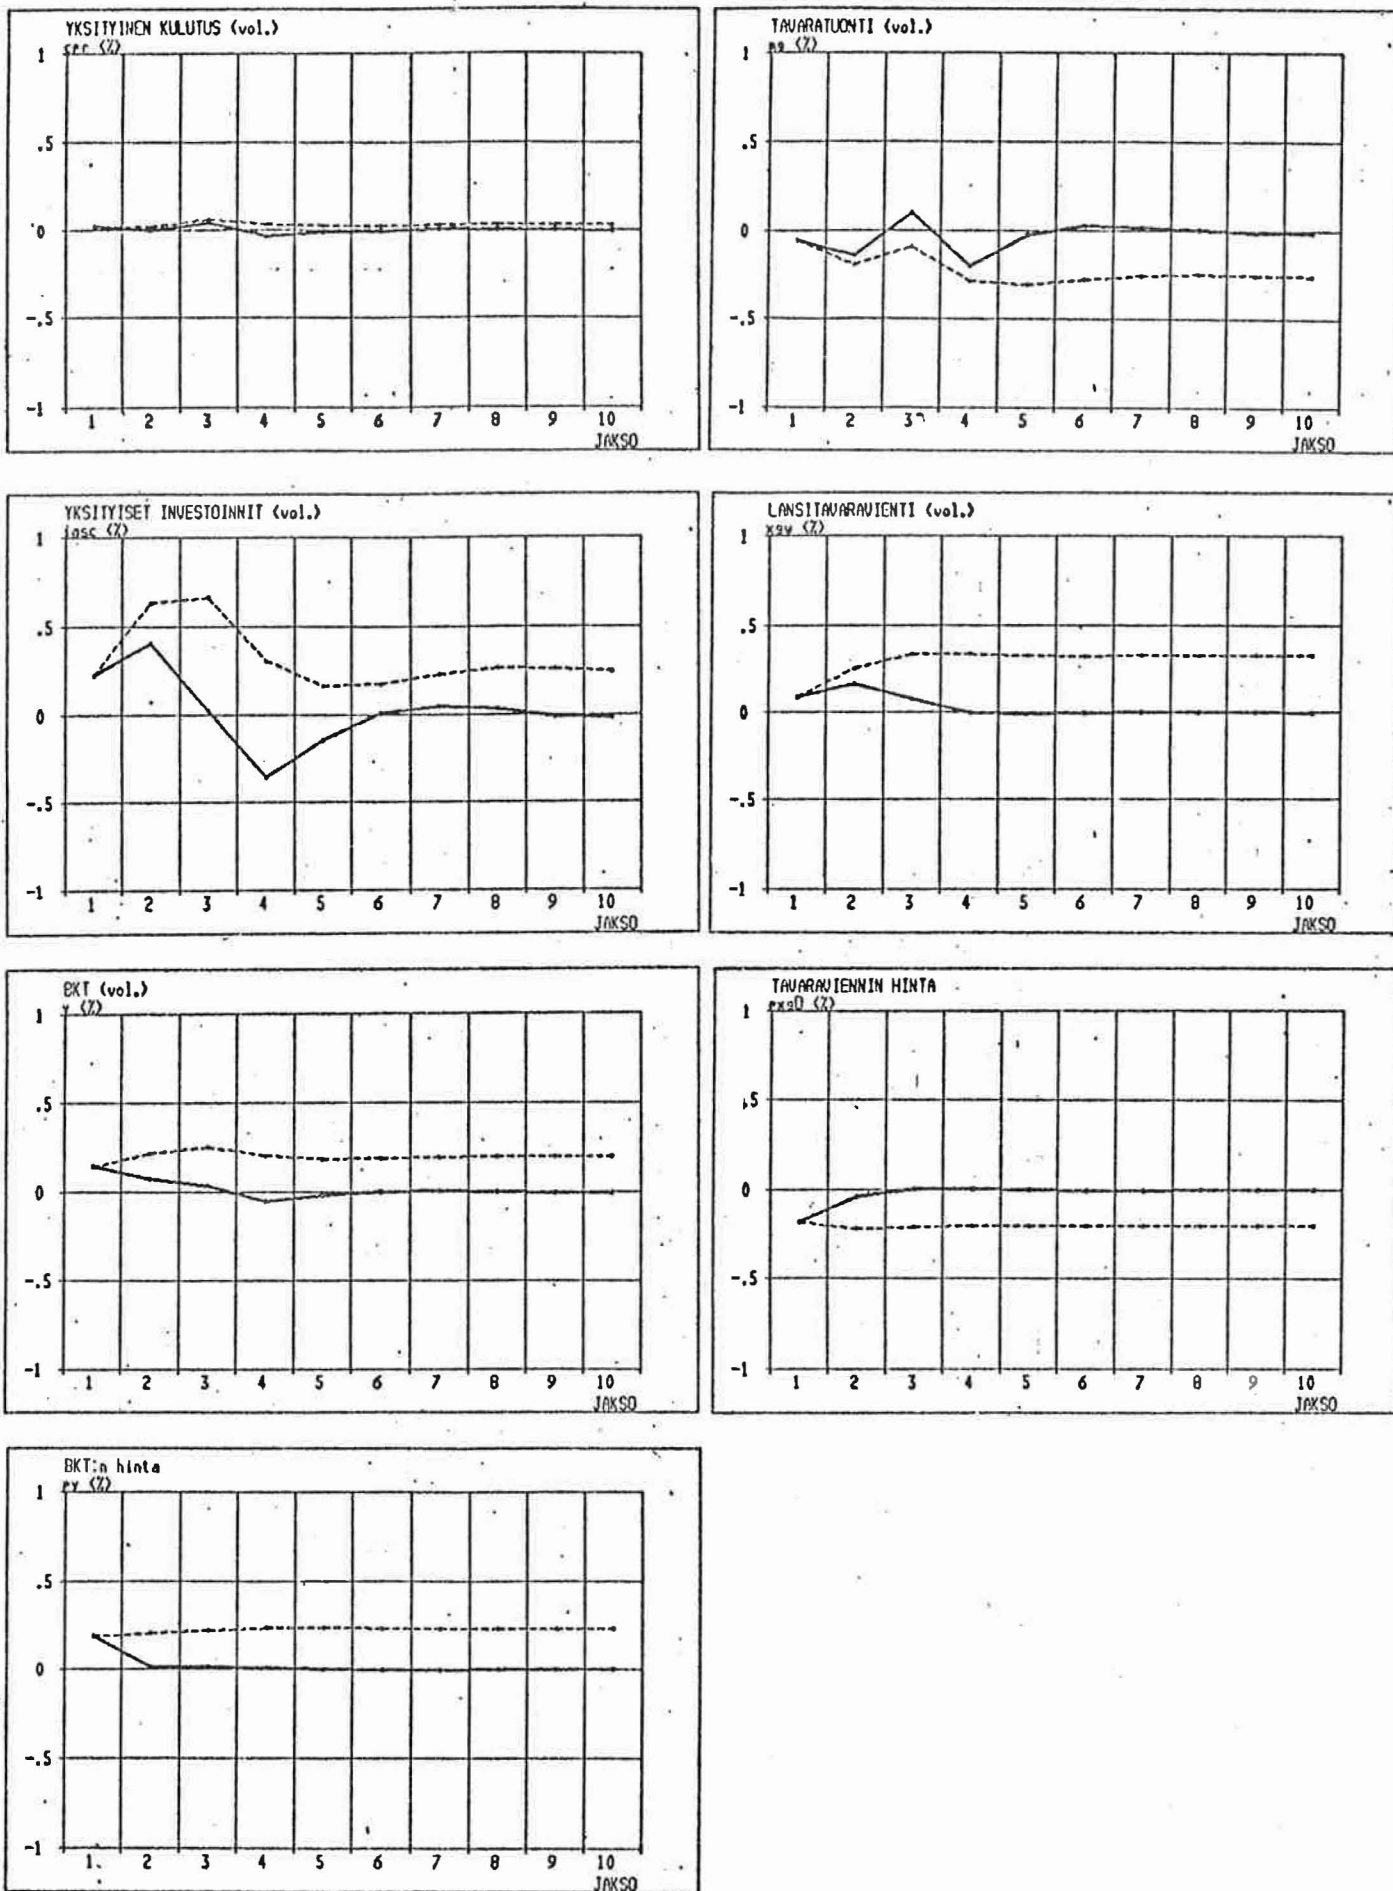 YKSITYINEN KULUTUS (vol.)
cpr (%)
1
.5
0
-.5
-1
1 2 3 4 5 6 7 8 9 10
JAKSO
TAVARATUONTI (vol.)
mg (%)
1
.5
0
-.5
-1
1 2 3 4 5 6 7 8 9 10
JAKSO
YKSITYISET INVESTOINNIT (vol.)
(%)
1
.5
0
-.5
-1
1 2 3 4 5 6 7 8 9 10
JAKSO
LANSITAVARAVIENTI (vol.)
xgw (%)
1
.5
0
-.5
-1
1 2 3 4 5 6 7 8 9 10
JAKSO
BKT (vol.)
y (%)
1
.5
0
-.5
-1
1 2 3 4 5 6 7 8 9 10
JAKSO
TAVARAVIENNIN HINTA
pxg0 (%)
1
.5
0
-.5
-1
1 2 3 4 5 6 7 8 9 10
JAKSO
BKT:n hinta
py (%)
1
.5
0
-.5
-1
1 2 3 4 5 6 7 8 9 10
JAKSO